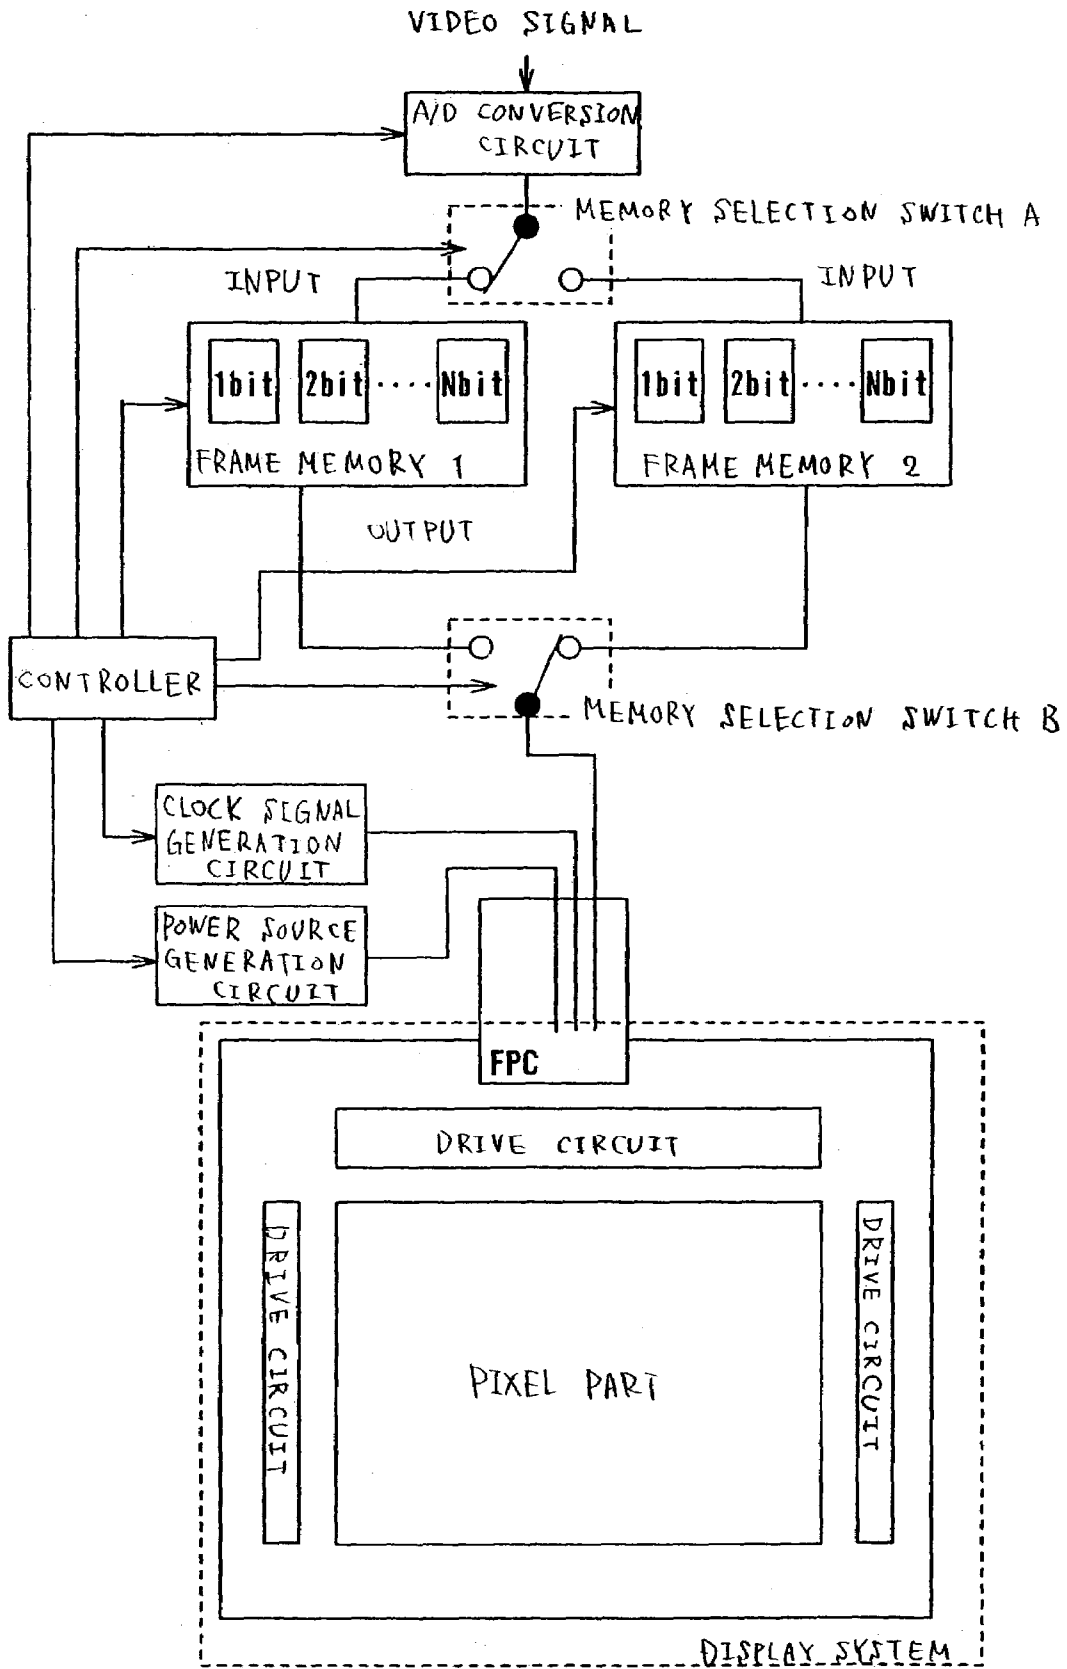 VIDEO SIGNAL
A/D CONVERSION
CIRCUIT
MEMORY SELECTION SWITCH A
INPUT
INPUT
1bit 2bit ···· Nbit
FRAME MEMORY 1
1bit 2bit ···· Nbit
FRAME MEMORY 2
OUTPUT
CONTROLLER
MEMORY SELECTION SWITCH B
CLOCK SIGNAL
GENERATION
CIRCUIT
POWER SOURCE
GENERATION
CIRCUIT
FPC
DRIVE CIRCUIT
DRIVE CIRCUIT
PIXEL PART
DRIVE CIRCUIT
DISPLAY SYSTEM